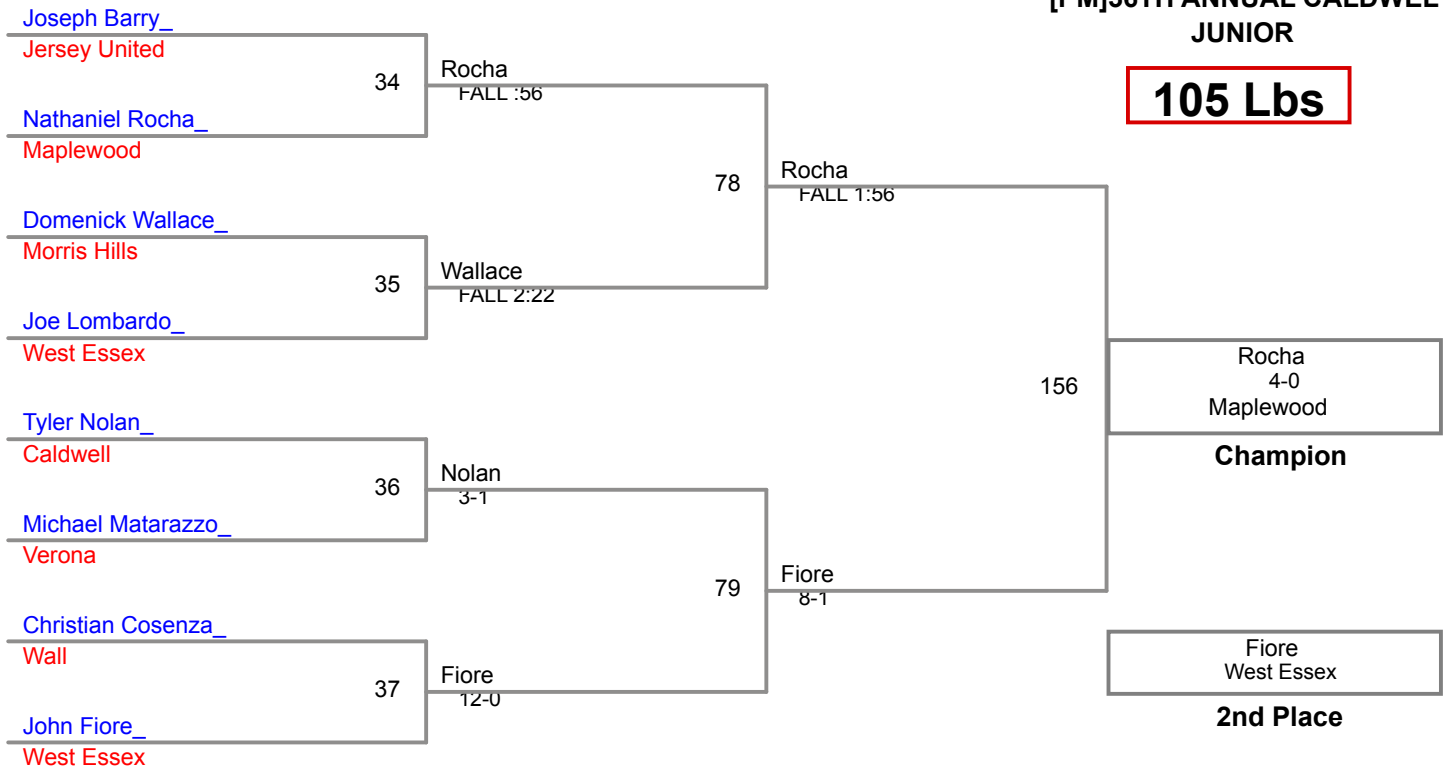 JUNIOR
105 Lbs
Joseph Barry_
Jersey United
34
Rocha
FALL :56
Nathaniel Rocha_
Maplewood
78
Rocha
FALL 1:56
Domenick Wallace_
Morris Hills
35
Wallace
FALL 2:22
Joe Lombardo_
West Essex
156
Rocha
4-0
Maplewood
Champion
Tyler Nolan_
Caldwell
36
Nolan
3-1
Michael Matarazzo_
Verona
79
Fiore
8-1
Christian Cosenza_
Wall
37
Fiore
12-0
John Fiore_
West Essex
Fiore
West Essex
2nd Place